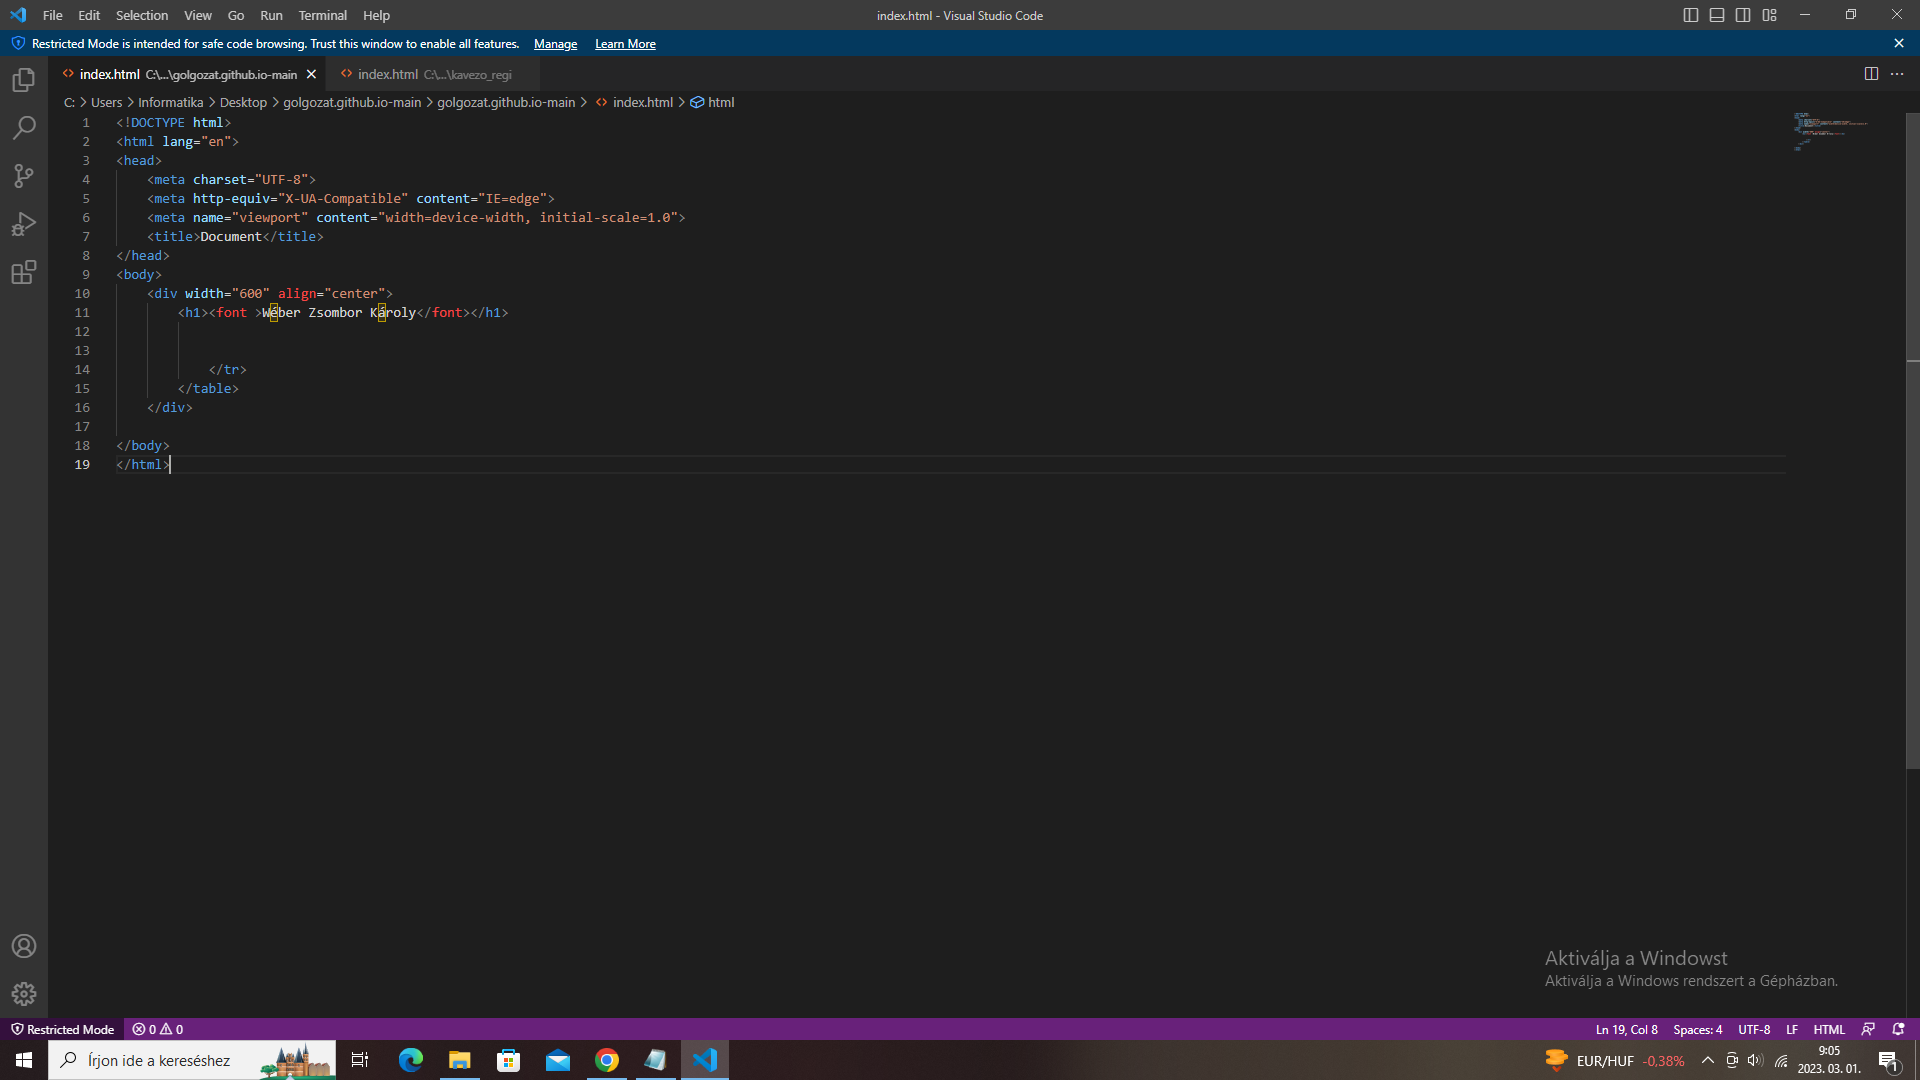 File Edit Selection View Go Run Terminal Help
index.html - Visual Studio Code
Restricted Mode is intended for safe code browsing. Trust this window to enable all features. Manage Learn More
index.html C:\...\golgozat.github.io-main index.html C:\...\kavezo_regi
C: > Users > Informatika > Desktop > golgozat.github.io-main > golgozat.github.io-main > index.html > html
1 <!DOCTYPE html>
2 <html lang="en">
3 <head>
4 <meta charset="UTF-8">
5 <meta http-equiv="X-UA-Compatible" content="IE=edge">
6 <meta name="viewport" content="width=device-width, initial-scale=1.0">
7 <title>Document</title>
8 </head>
9 <body>
10 <div width="600" align="center">
11 <h1><font >Wéber Zsombor Károly</font></h1>
12
13
14 </tr>
15 </table>
16 </div>
17
18 </body>
19 </html>
Aktiválja a Windowst
Aktiválja a Windows rendszert a Gépházban.
Restricted Mode 0 0
Ln 19, Col 8 Spaces: 4 UTF-8 LF HTML
Írjon ide a kereséshez
EUR/HUF -0,38%
9:05
2023. 03. 01.
1